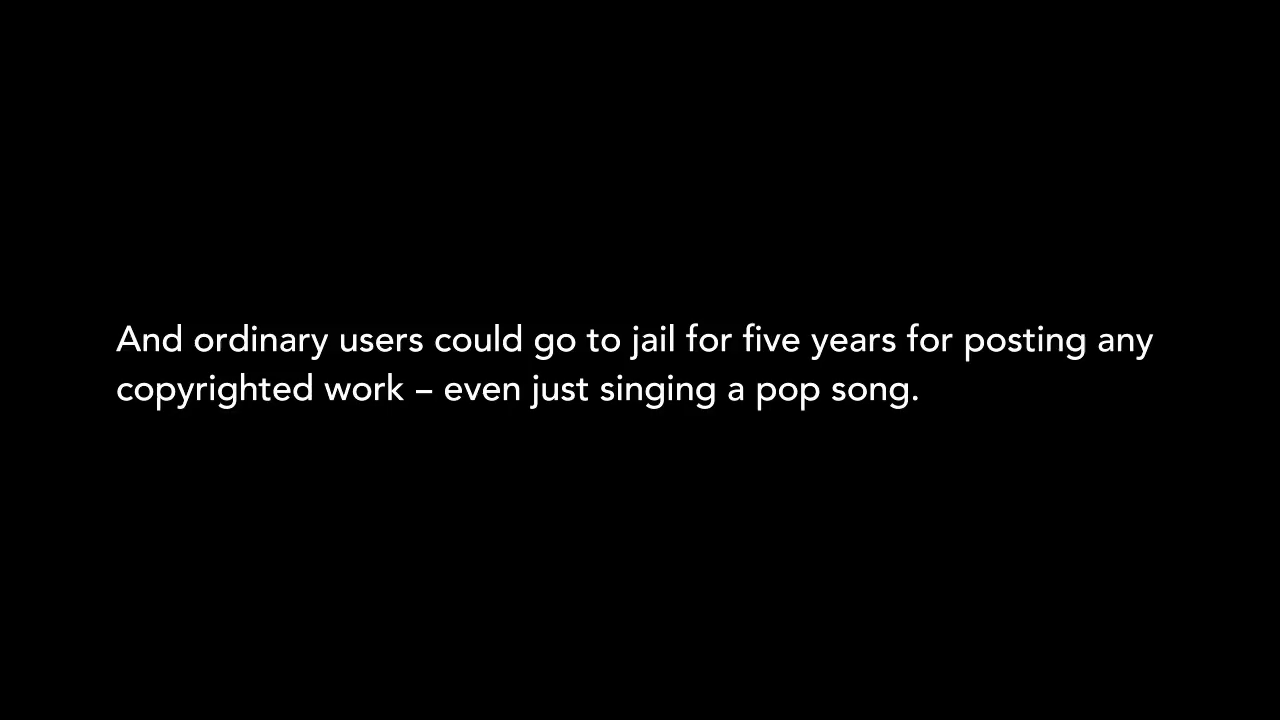 And ordinary users could go to jail for five years for posting any
copyrighted work – even just singing a pop song.